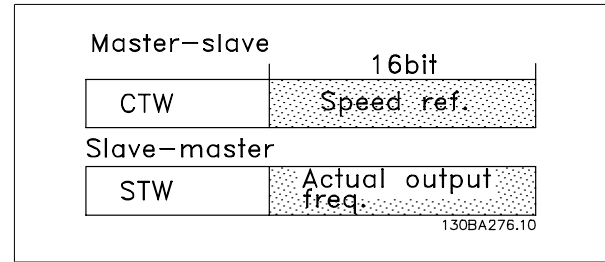 Master-slave
16bit
CTW
Speed ref.
Slave-master
STW
Actual output
freq.
130BA276.10